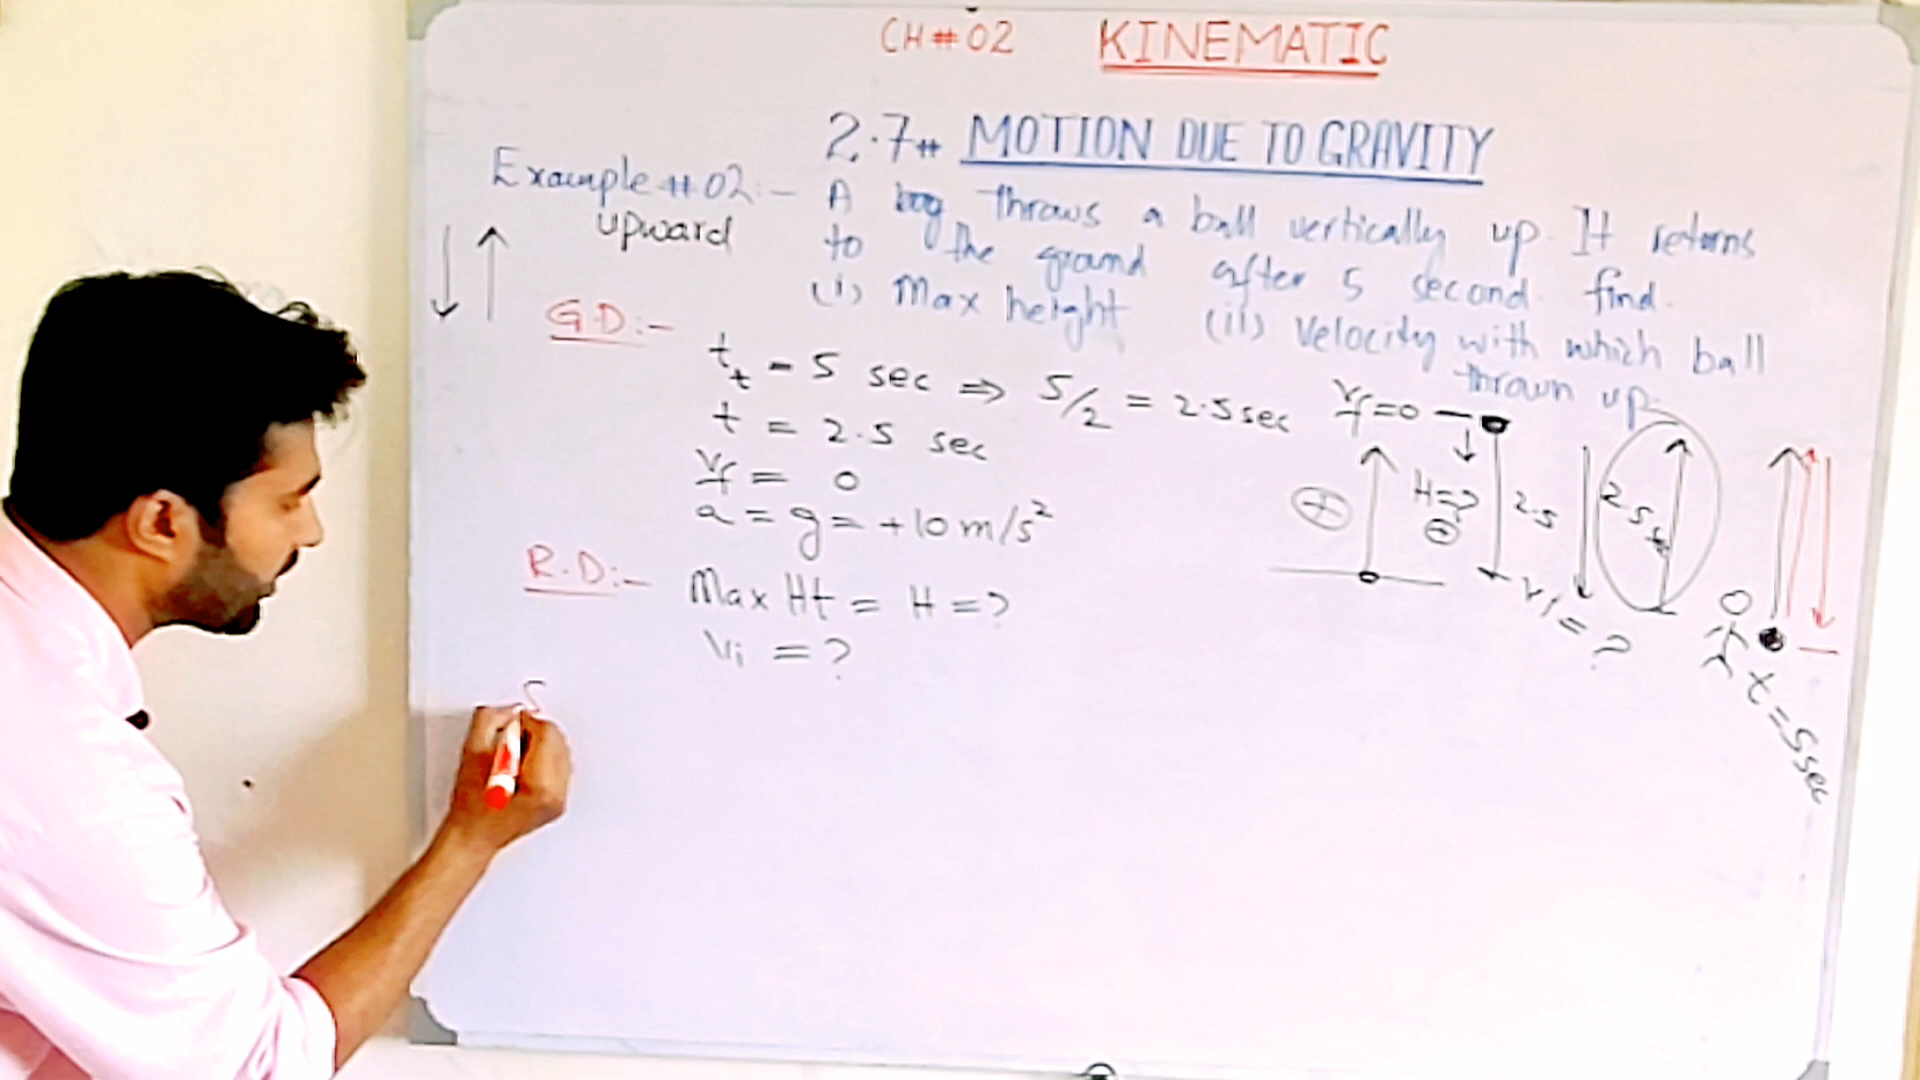 CH # 02 KINEMATIC
2.7# MOTION DUE TO GRAVITY
Example # 02:- A boy throws a ball vertically up. It returns
upward to the ground after 5 second. find.
(i) Max height (ii) velocity with which ball
thrown up.
G.D:-
t_t = 5 sec ⇒ 5/2 = 2.5 sec
t = 2.5 sec
Vf = 0
a = g = +10 m/s²
R.D:- Max Ht = H = ?
Vi = ?
S
Vf = 0
+
H = ?
+
2.5
2.5
Vi = ?
t = 5 sec